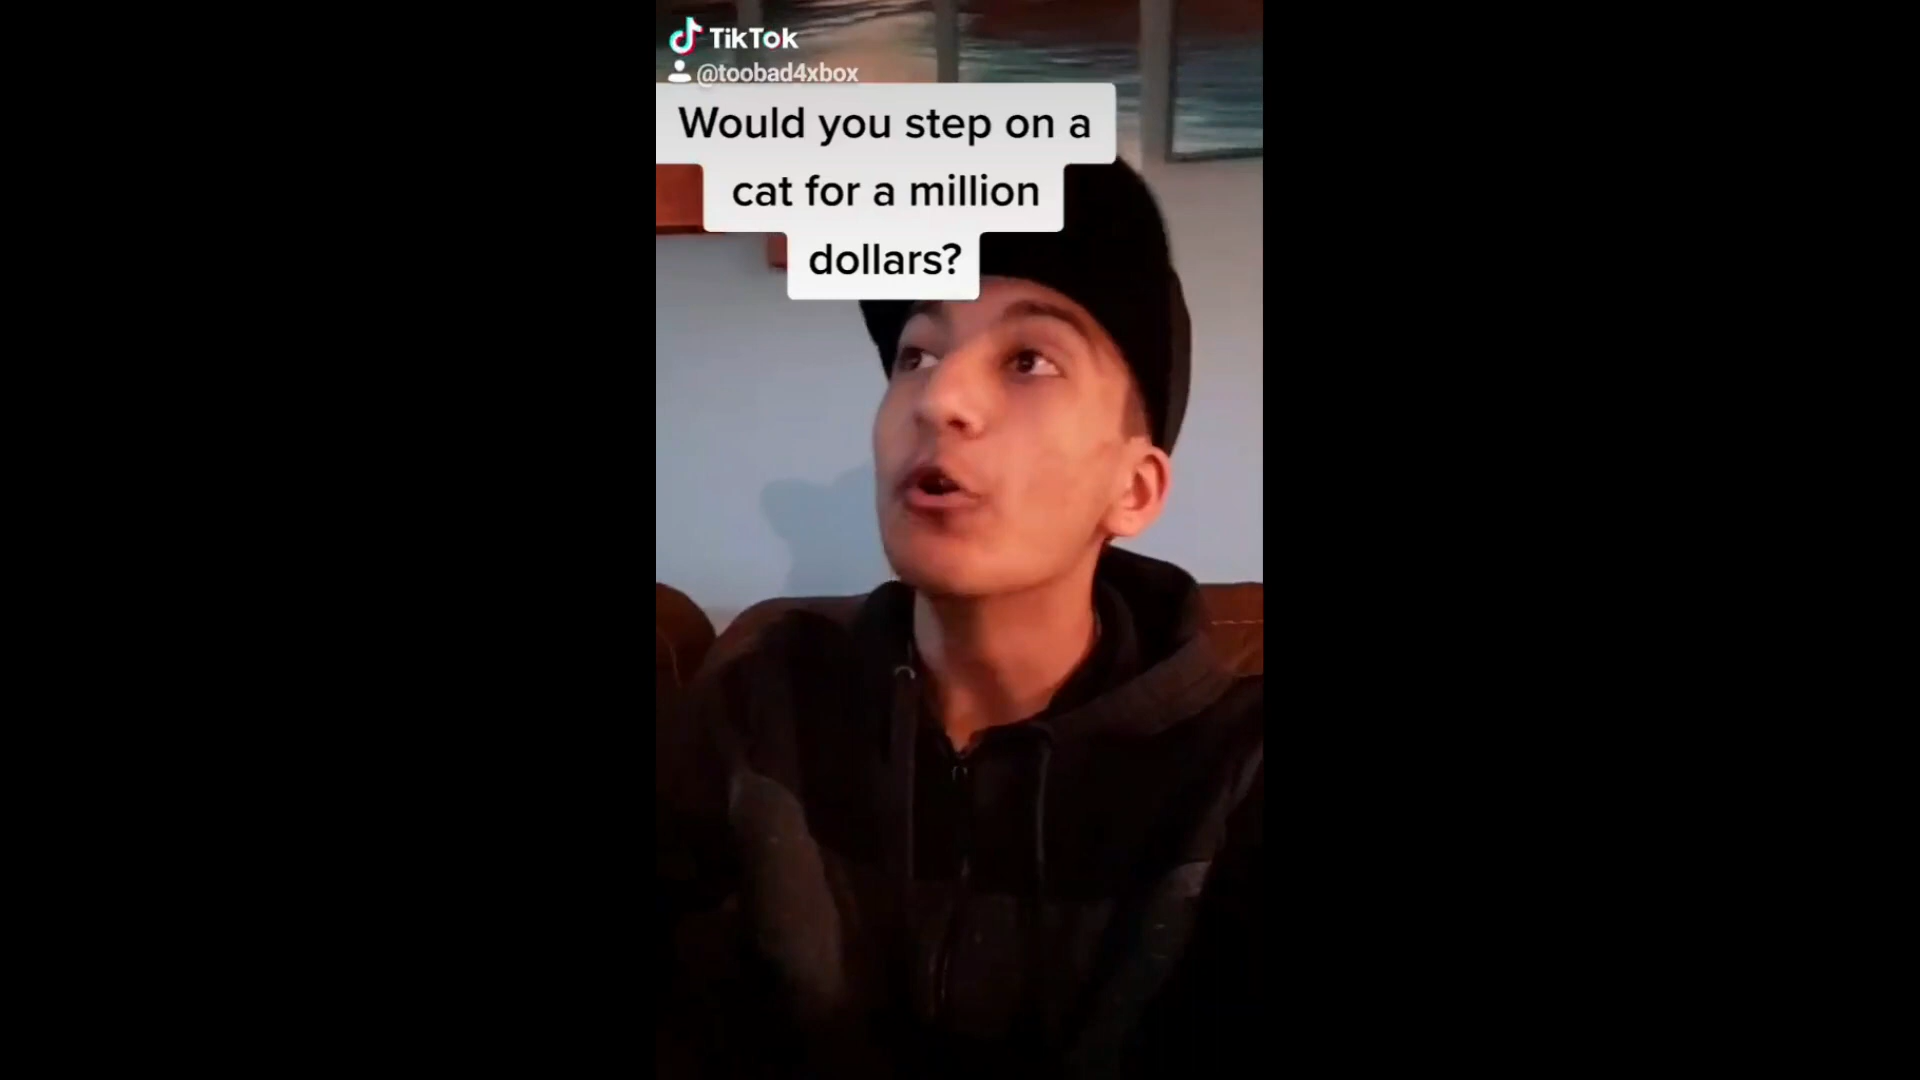 TikTok
@toobad4xbox
Would you step on a
cat for a million
dollars?